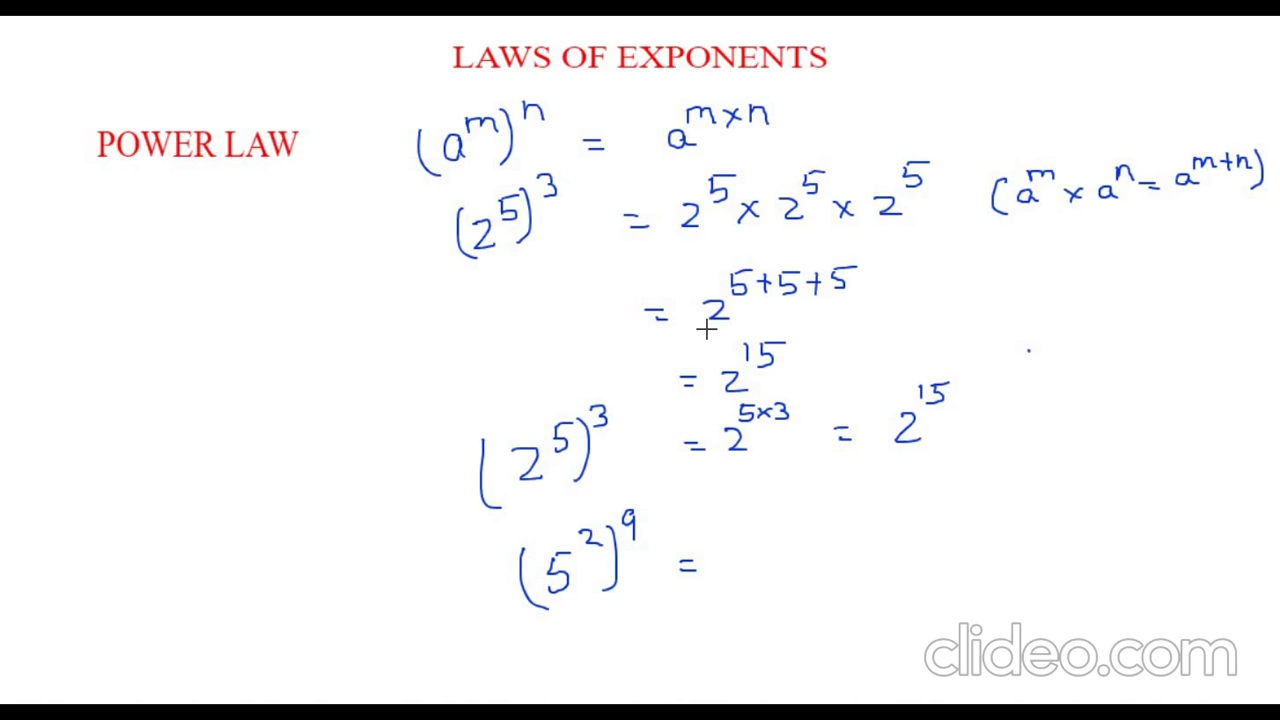 LAWS OF EXPONENTS
POWER LAW (a^m)^n = a^(m×n)
(2^5)^3 = 2^5 × 2^5 × 2^5 (a^m × a^n = a^(m+n))
= 2^(5+5+5)
= 2^15
(2^5)^3 = 2^(5×3) = 2^15
(5^2)^9 =
clideo.com